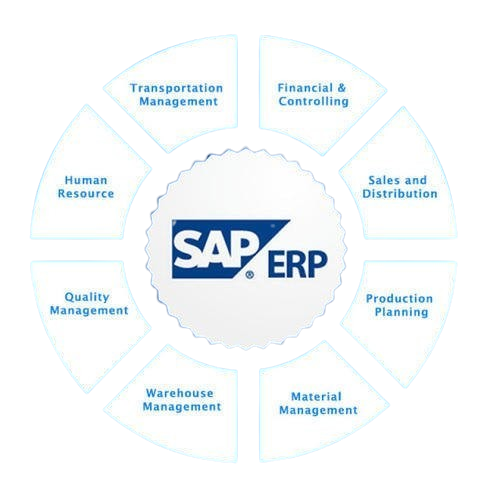 Transportation
Management
Financial &
Controlling
Human
Resource
Sales and
Distribution
SAP®
ERP
Quality
Management
Production
Planning
Warehouse
Management
Material
Management